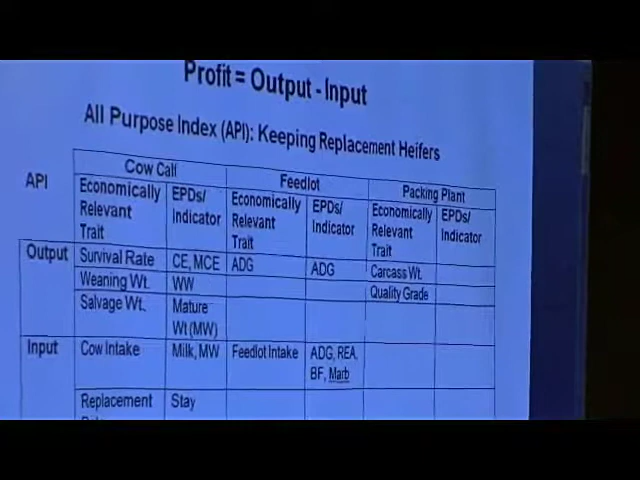 Profit = Output - Input
All Purpose Index (API): Keeping Replacement Heifers
API
Cow Calf
Feedlot
Packing Plant
Economically Relevant Trait
EPDs/ Indicator
Economically Relevant Trait
EPDs/ Indicator
Economically Relevant Trait
EPDs/ Indicator
Output
Survival Rate
CE, MCE
ADG
ADG
Carcass Wt.
Weaning Wt.
WW
Quality Grade
Salvage Wt.
Mature Wt (MW)
Input
Cow Intake
Milk, MW
Feedlot Intake
ADG, REA, BF, Marb
Replacement
Stay